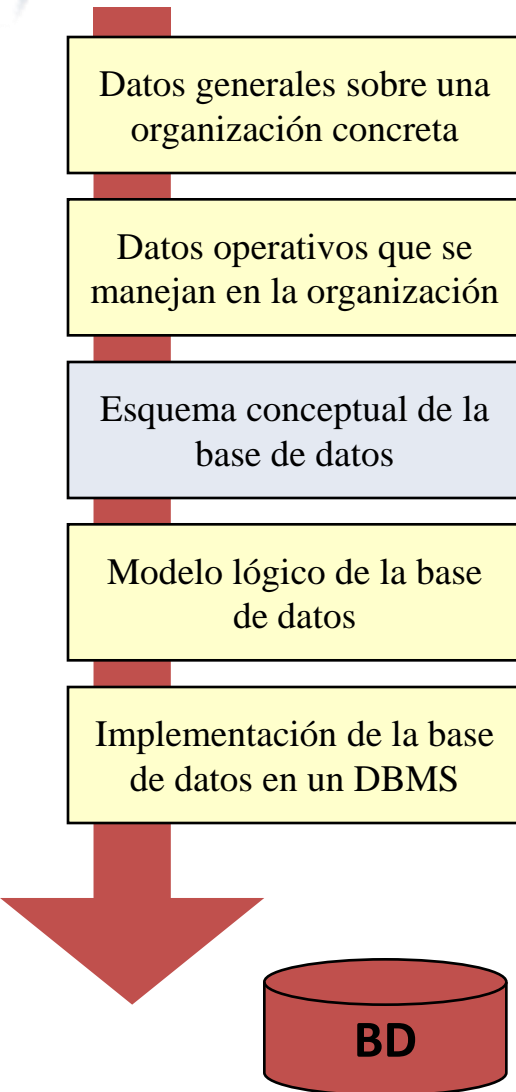 Datos generales sobre una
organización concreta
Datos operativos que se
manejan en la organización
Esquema conceptual de la
base de datos
Modelo lógico de la base
de datos
Implementación de la base
de datos en un DBMS
BD